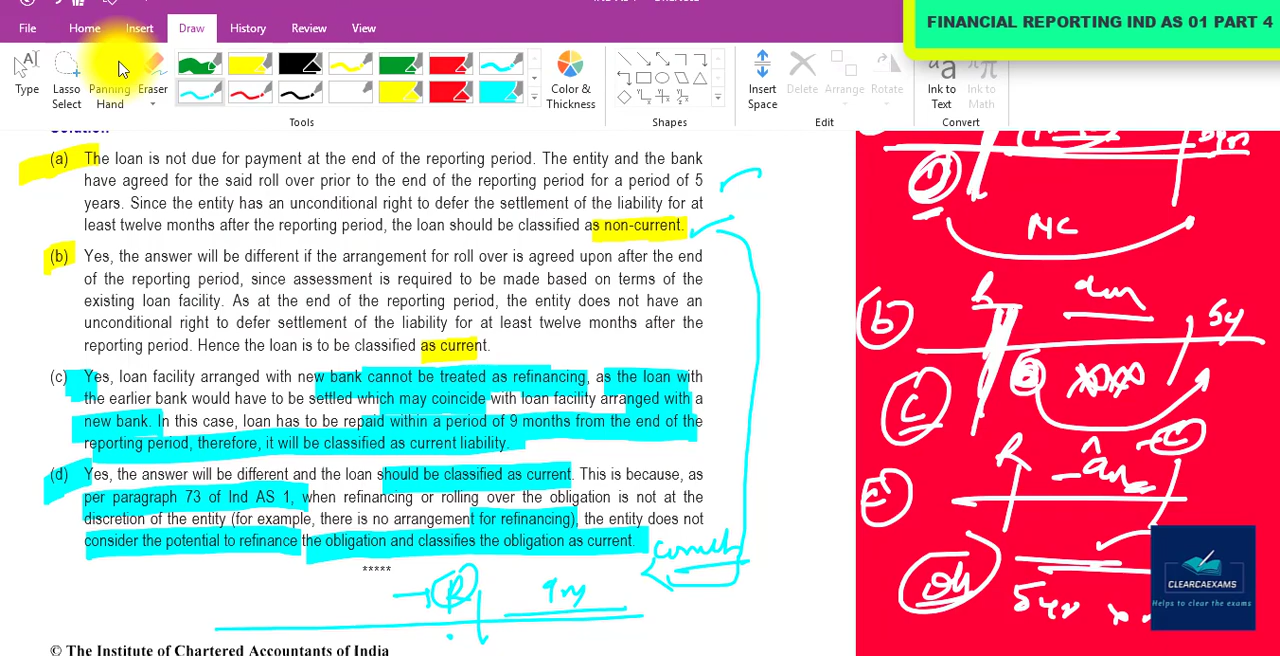 FINANCIAL REPORTING IND AS 01 PART 4
File Home Insert Draw History Review View
Type
Lasso Select
Panning Hand
Eraser
Color & Thickness
Insert Space
Delete
Arrange
Rotate
Ink to Text
Ink to Math
Tools
Shapes
Edit
Convert
Solution
(a) The loan is not due for payment at the end of the reporting period. The entity and the bank
have agreed for the said roll over prior to the end of the reporting period for a period of 5
years. Since the entity has an unconditional right to defer the settlement of the liability for at
least twelve months after the reporting period, the loan should be classified as non-current.
(b) Yes, the answer will be different if the arrangement for roll over is agreed upon after the end
of the reporting period, since assessment is required to be made based on terms of the
existing loan facility. As at the end of the reporting period, the entity does not have an
unconditional right to defer settlement of the liability for at least twelve months after the
reporting period. Hence the loan is to be classified as current.
(c) Yes, loan facility arranged with new bank cannot be treated as refinancing, as the loan with
the earlier bank would have to be settled which may coincide with loan facility arranged with a
new bank. In this case, loan has to be repaid within a period of 9 months from the end of the
reporting period, therefore, it will be classified as current liability.
(d) Yes, the answer will be different and the loan should be classified as current. This is because, as
per paragraph 73 of Ind AS 1, when refinancing or rolling over the obligation is not at the
discretion of the entity (for example, there is no arrangement for refinancing), the entity does not
consider the potential to refinance the obligation and classifies the obligation as current.
*****
© The Institute of Chartered Accountants of India
NC
b
5y
C
R
CLEARCAEXAMS
Helps to clear the exams